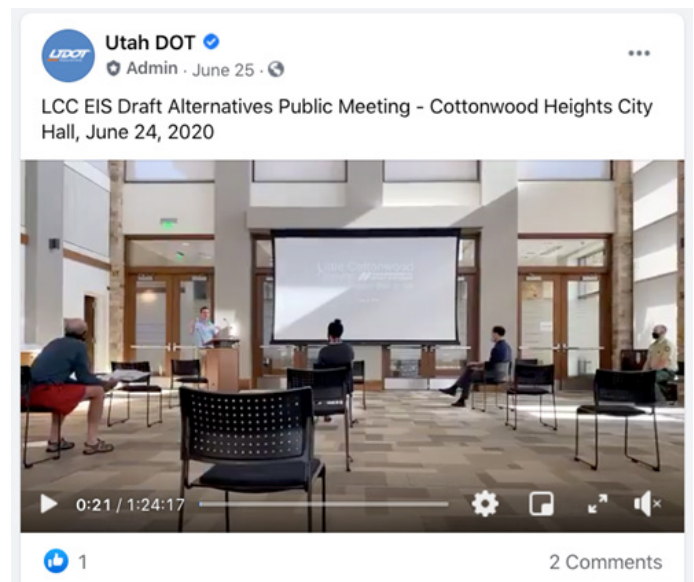 UDOT
Utah DOT
Admin · June 25 ·
LCC EIS Draft Alternatives Public Meeting - Cottonwood Heights City
Hall, June 24, 2020
Little Cottonwood
0:21 / 1:24:17
1
2 Comments